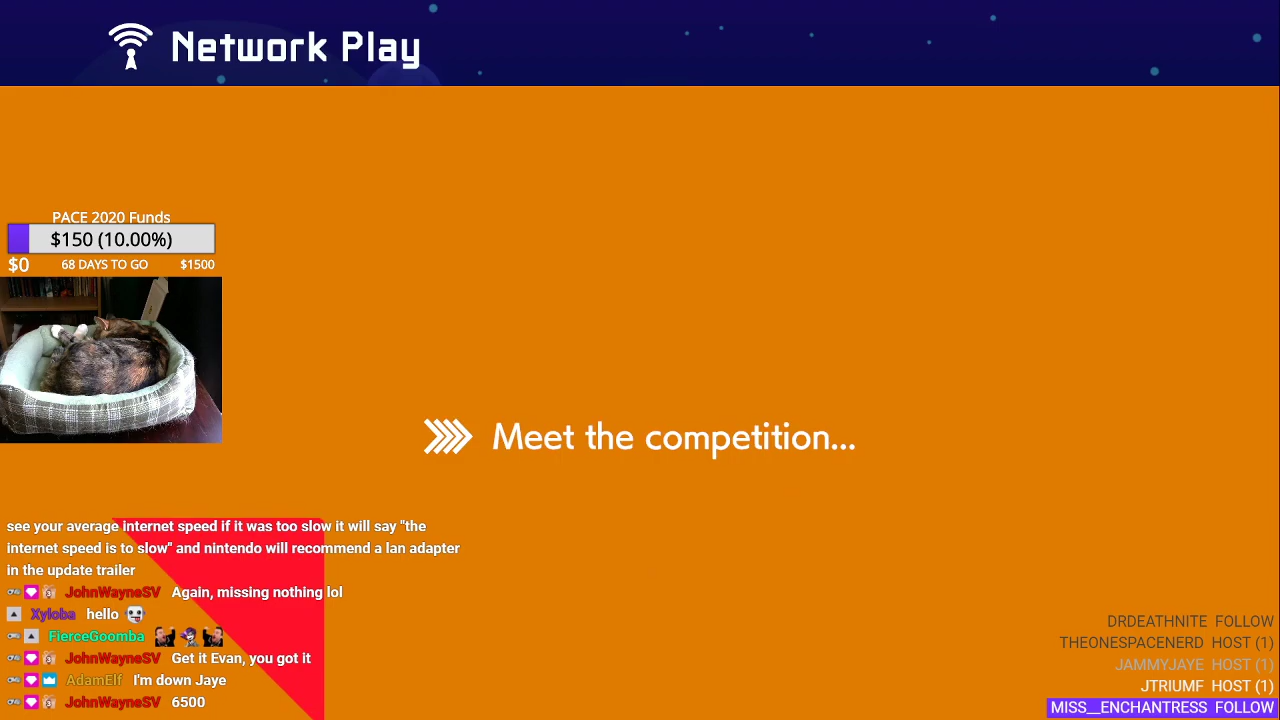 Network Play
PACE 2020 Funds
$150 (10.00%)
$0 68 DAYS TO GO $1500
Meet the competition...
see your average internet speed if it was too slow it will say "the
internet speed is to slow" and nintendo will recommend a lan adapter
in the update trailer
JohnWayneSV Again, missing nothing lol
Xyloba hello
FierceGoomba
JohnWayneSV Get it Evan, you got it
AdamElf I'm down Jaye
JohnWayneSV 6500
DRDEATHNITE FOLLOW
THEONESPACENERD HOST (1)
JAMMYJAYE HOST (1)
JTRIUMF HOST (1)
MISS__ENCHANTRESS FOLLOW